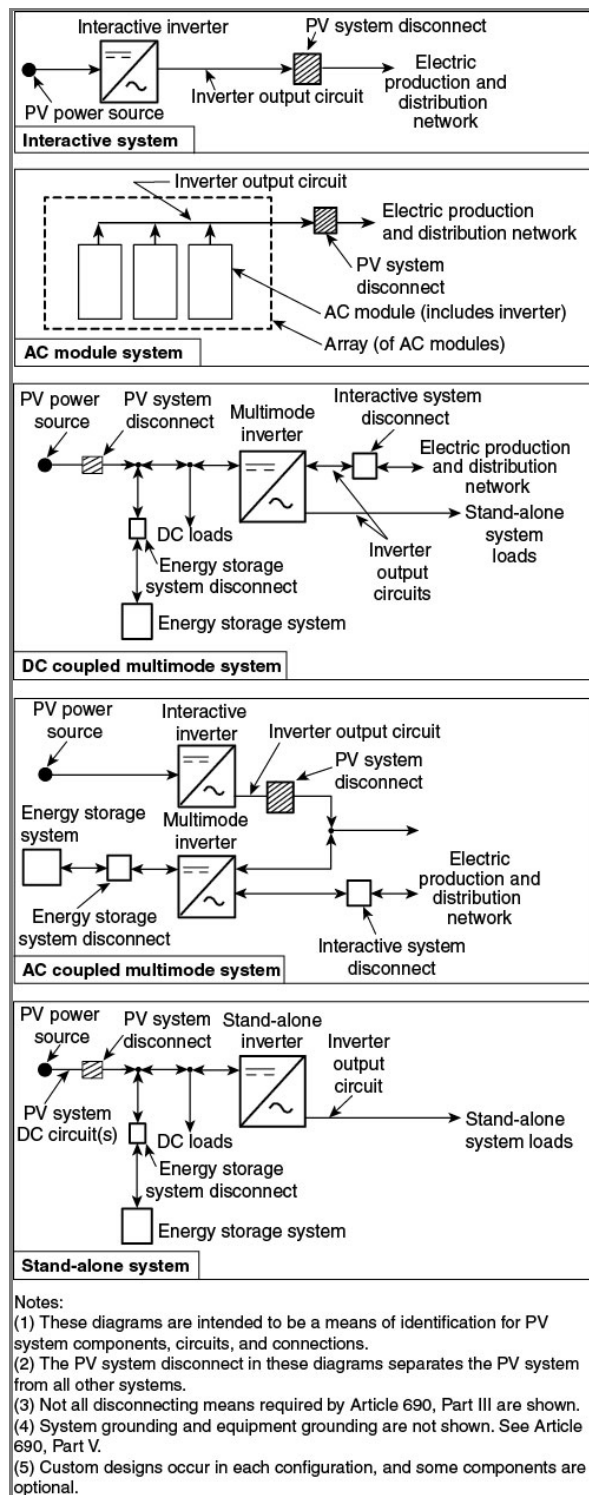 Interactive inverter
PV system disconnect
Electric
production and
distribution
network
Inverter output circuit
PV power source
Interactive system
Inverter output circuit
Electric production
and distribution network
PV system
disconnect
AC module (includes inverter)
Array (of AC modules)
AC module system
PV power
source
PV system
disconnect
Multimode
inverter
Interactive system
disconnect
Electric production
and distribution
network
Stand-alone
system
loads
DC loads
Energy storage
system disconnect
Inverter
output
circuits
Energy storage system
DC coupled multimode system
PV power
source
Interactive
inverter
Inverter output circuit
PV system
disconnect
Energy storage
system
Multimode
inverter
Electric
production and
distribution
network
Energy storage
system disconnect
Interactive system
disconnect
AC coupled multimode system
PV power
source
PV system
disconnect
Stand-alone
inverter
Inverter
output
circuit
PV system
DC circuit(s)
DC loads
Stand-alone
system loads
Energy storage
system disconnect
Energy storage system
Stand-alone system
Notes:
(1) These diagrams are intended to be a means of identification for PV
system components, circuits, and connections.
(2) The PV system disconnect in these diagrams separates the PV system
from all other systems.
(3) Not all disconnecting means required by Article 690, Part III are shown.
(4) System grounding and equipment grounding are not shown. See Article
690, Part V.
(5) Custom designs occur in each configuration, and some components are
optional.